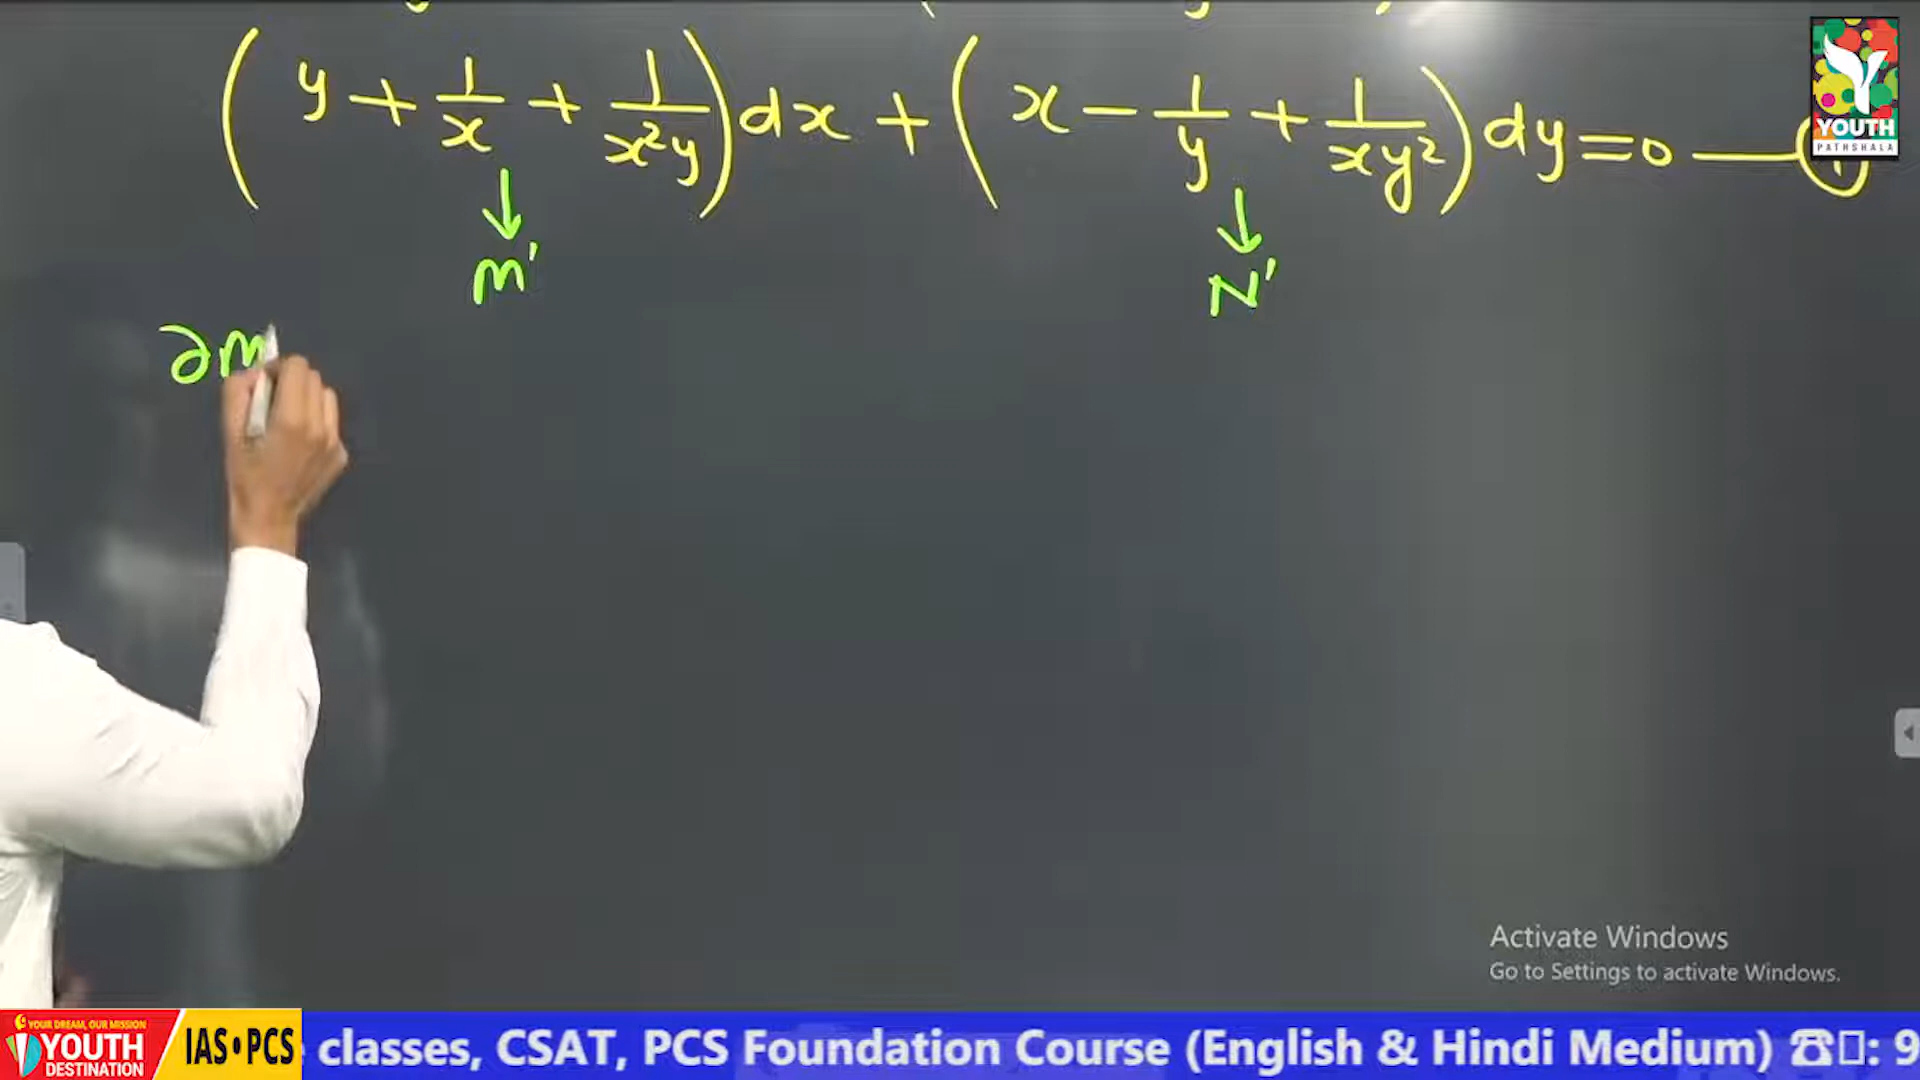 (y + 1/x + 1/x²y) dx + (x - 1/y + 1/xy²) dy = 0 —
↓ M' ↓ N'
∂M
YOUTH
PATHSHALA
Activate Windows
Go to Settings to activate Windows.
YOUR DREAM, OUR MISSION
YOUTH
DESTINATION
IAS•PCS
classes, CSAT, PCS Foundation Course (English & Hindi Medium) ☎: 9